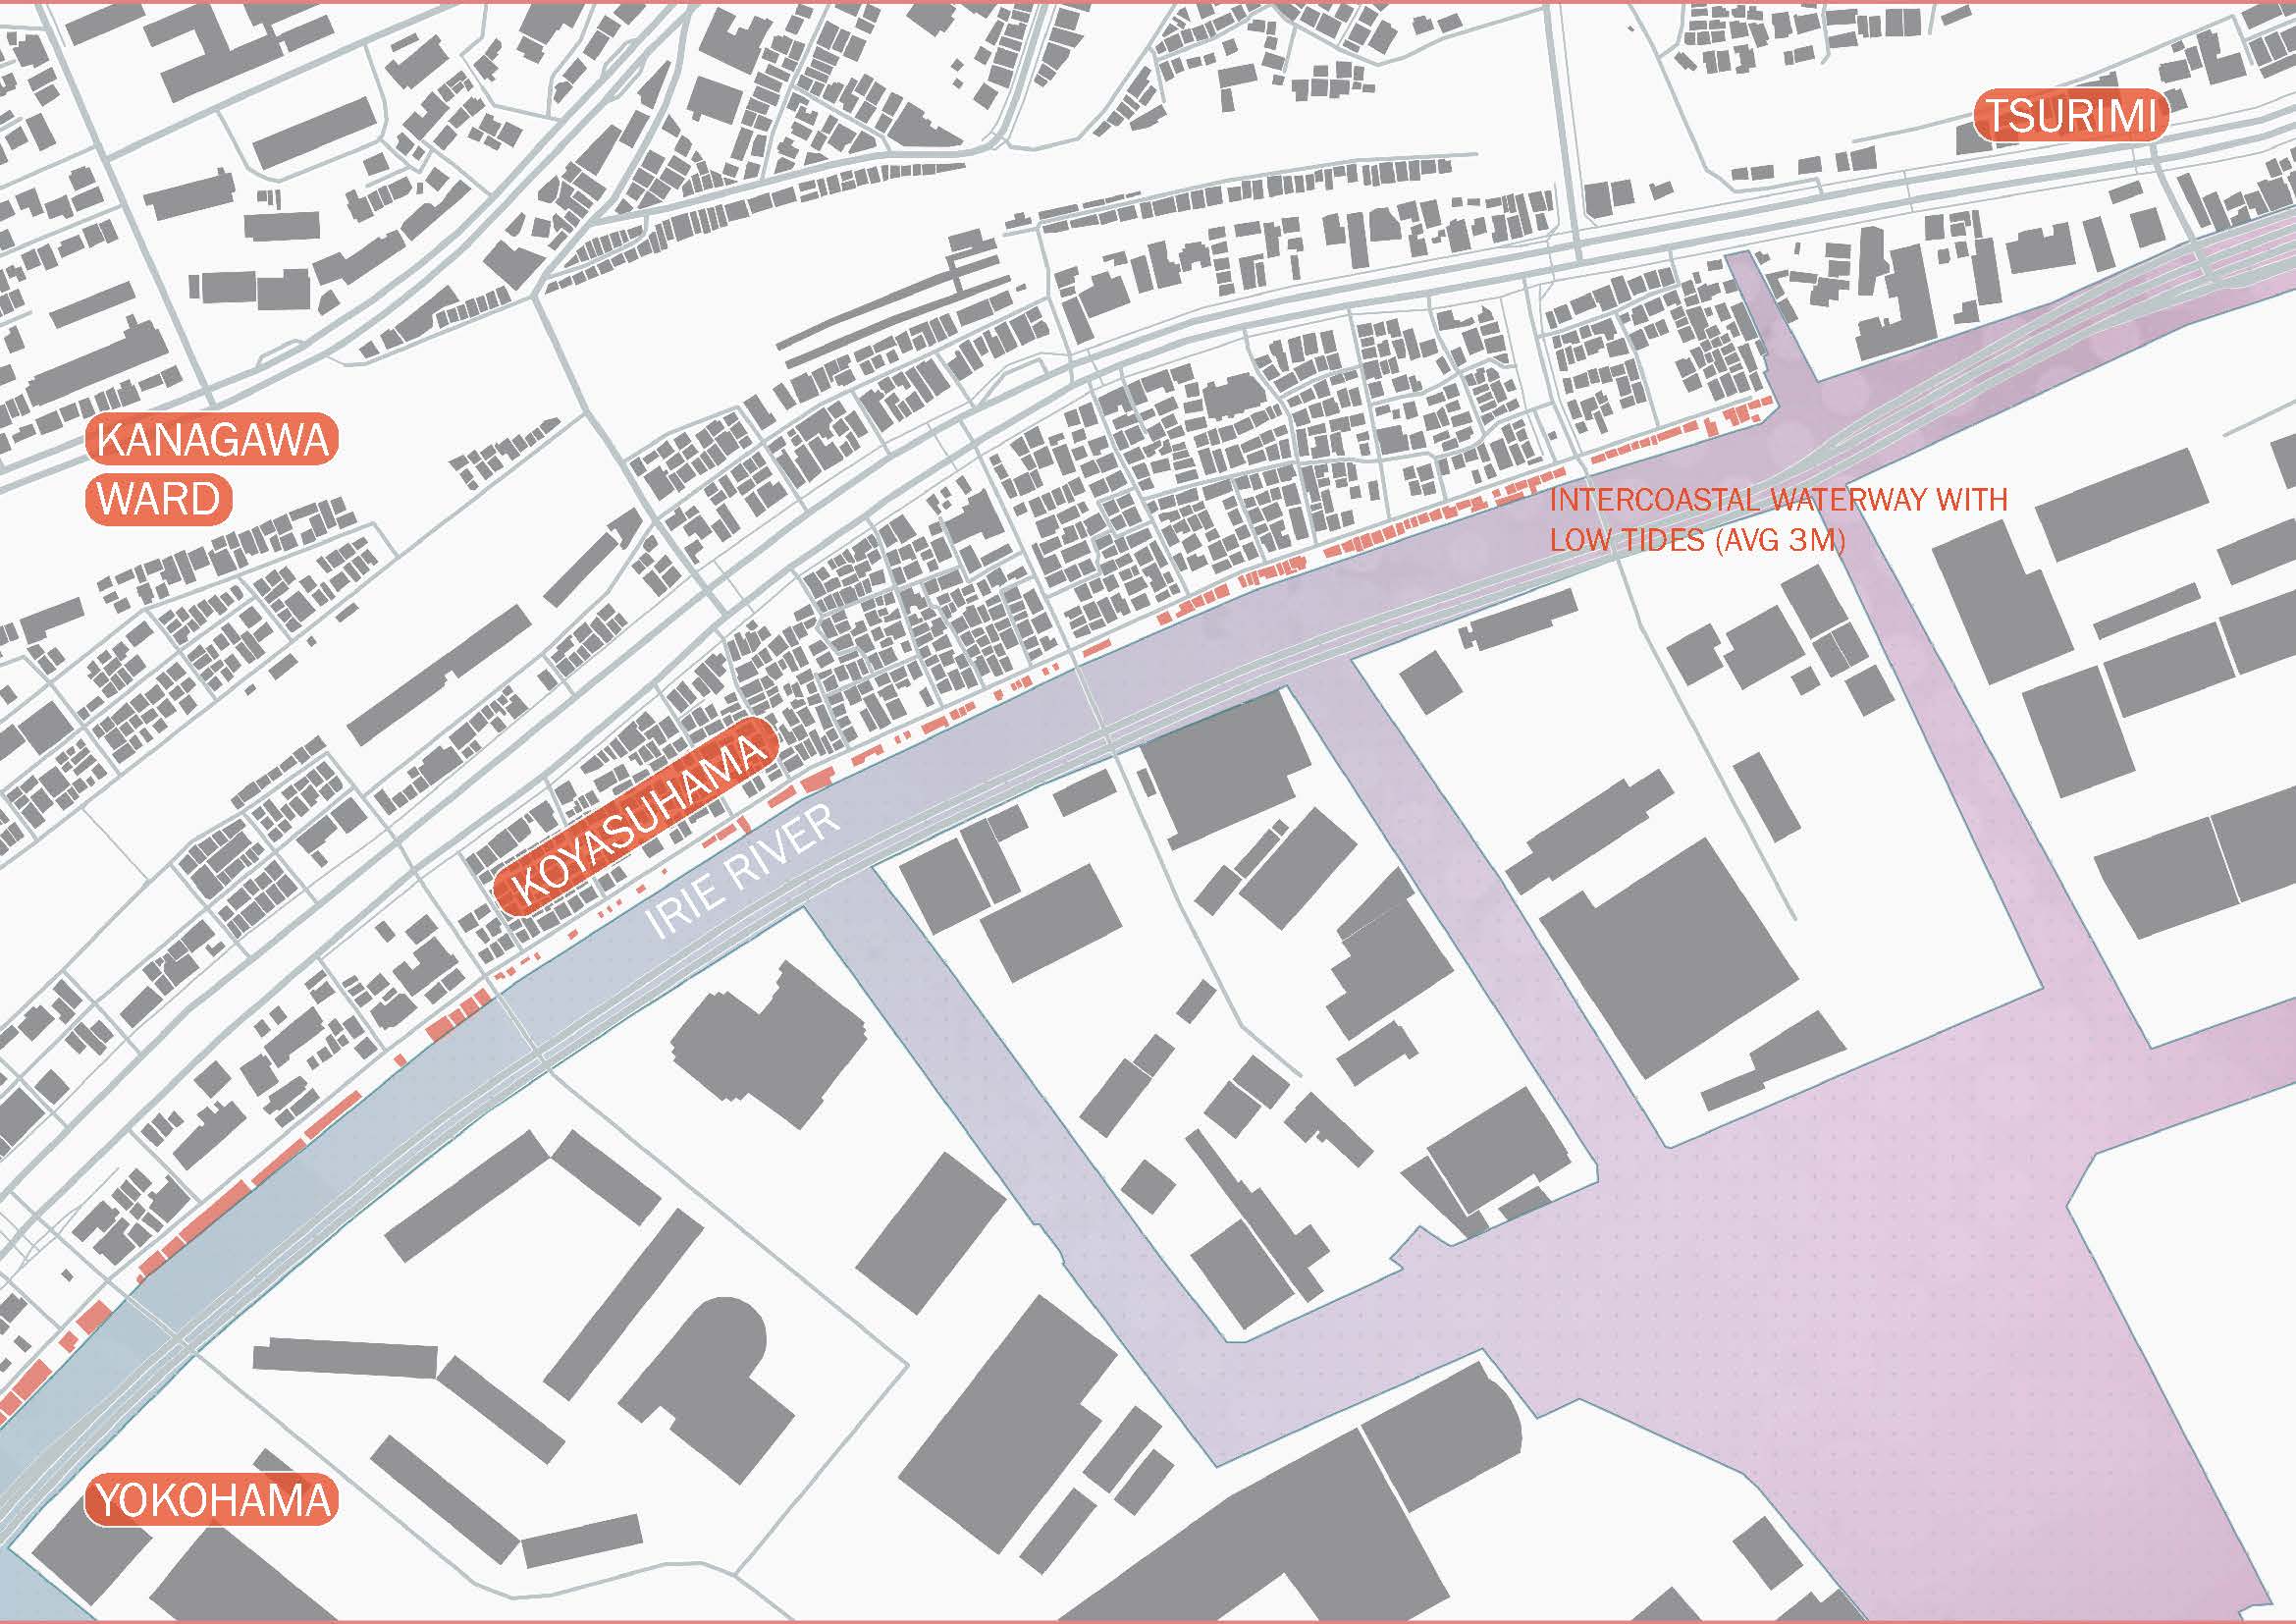 TSURIMI
KANAGAWA
WARD
INTERCOASTAL WATERWAY WITH
LOW TIDES (AVG 3M)
KOYASUHAMA
IRIE RIVER
YOKOHAMA